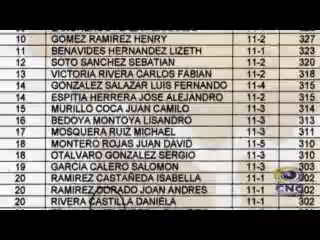 10 GOMEZ RAMIREZ HENRY 11-2 327
11 BENAVIDES HERNANDEZ LIZETH 11-1 323
12 SOTO SANCHEZ SEBATIAN 11-2 320
13 VICTORIA RIVERA CARLOS FABIAN 11-2 318
14 GONZALEZ SALAZAR LUIS FERNANDO 11-4 315
14 ESPITIA HERRERA JOSE ALEJANDRO 11-2 315
15 MURILLO COCA JUAN CAMILO 11-3 314
16 BEDOYA MONTOYA LISANDRO 11-3 313
17 MOSQUERA RUIZ MICHAEL 11-3 311
18 MONTERO ROJAS JUAN DAVID 11-5 310
18 OTALVARO GONZALEZ SERGIO 11-3 310
19 GARCIA CALERO SALOMON 11-3 303
20 RAMIREZ CASTAÑEDA ISABELLA 11-1 302
20 RAMIREZ DORADO JOAN ANDRES 11-1 302
20 RIVERA CASTILLA DANIELA 11-1 302
CNC